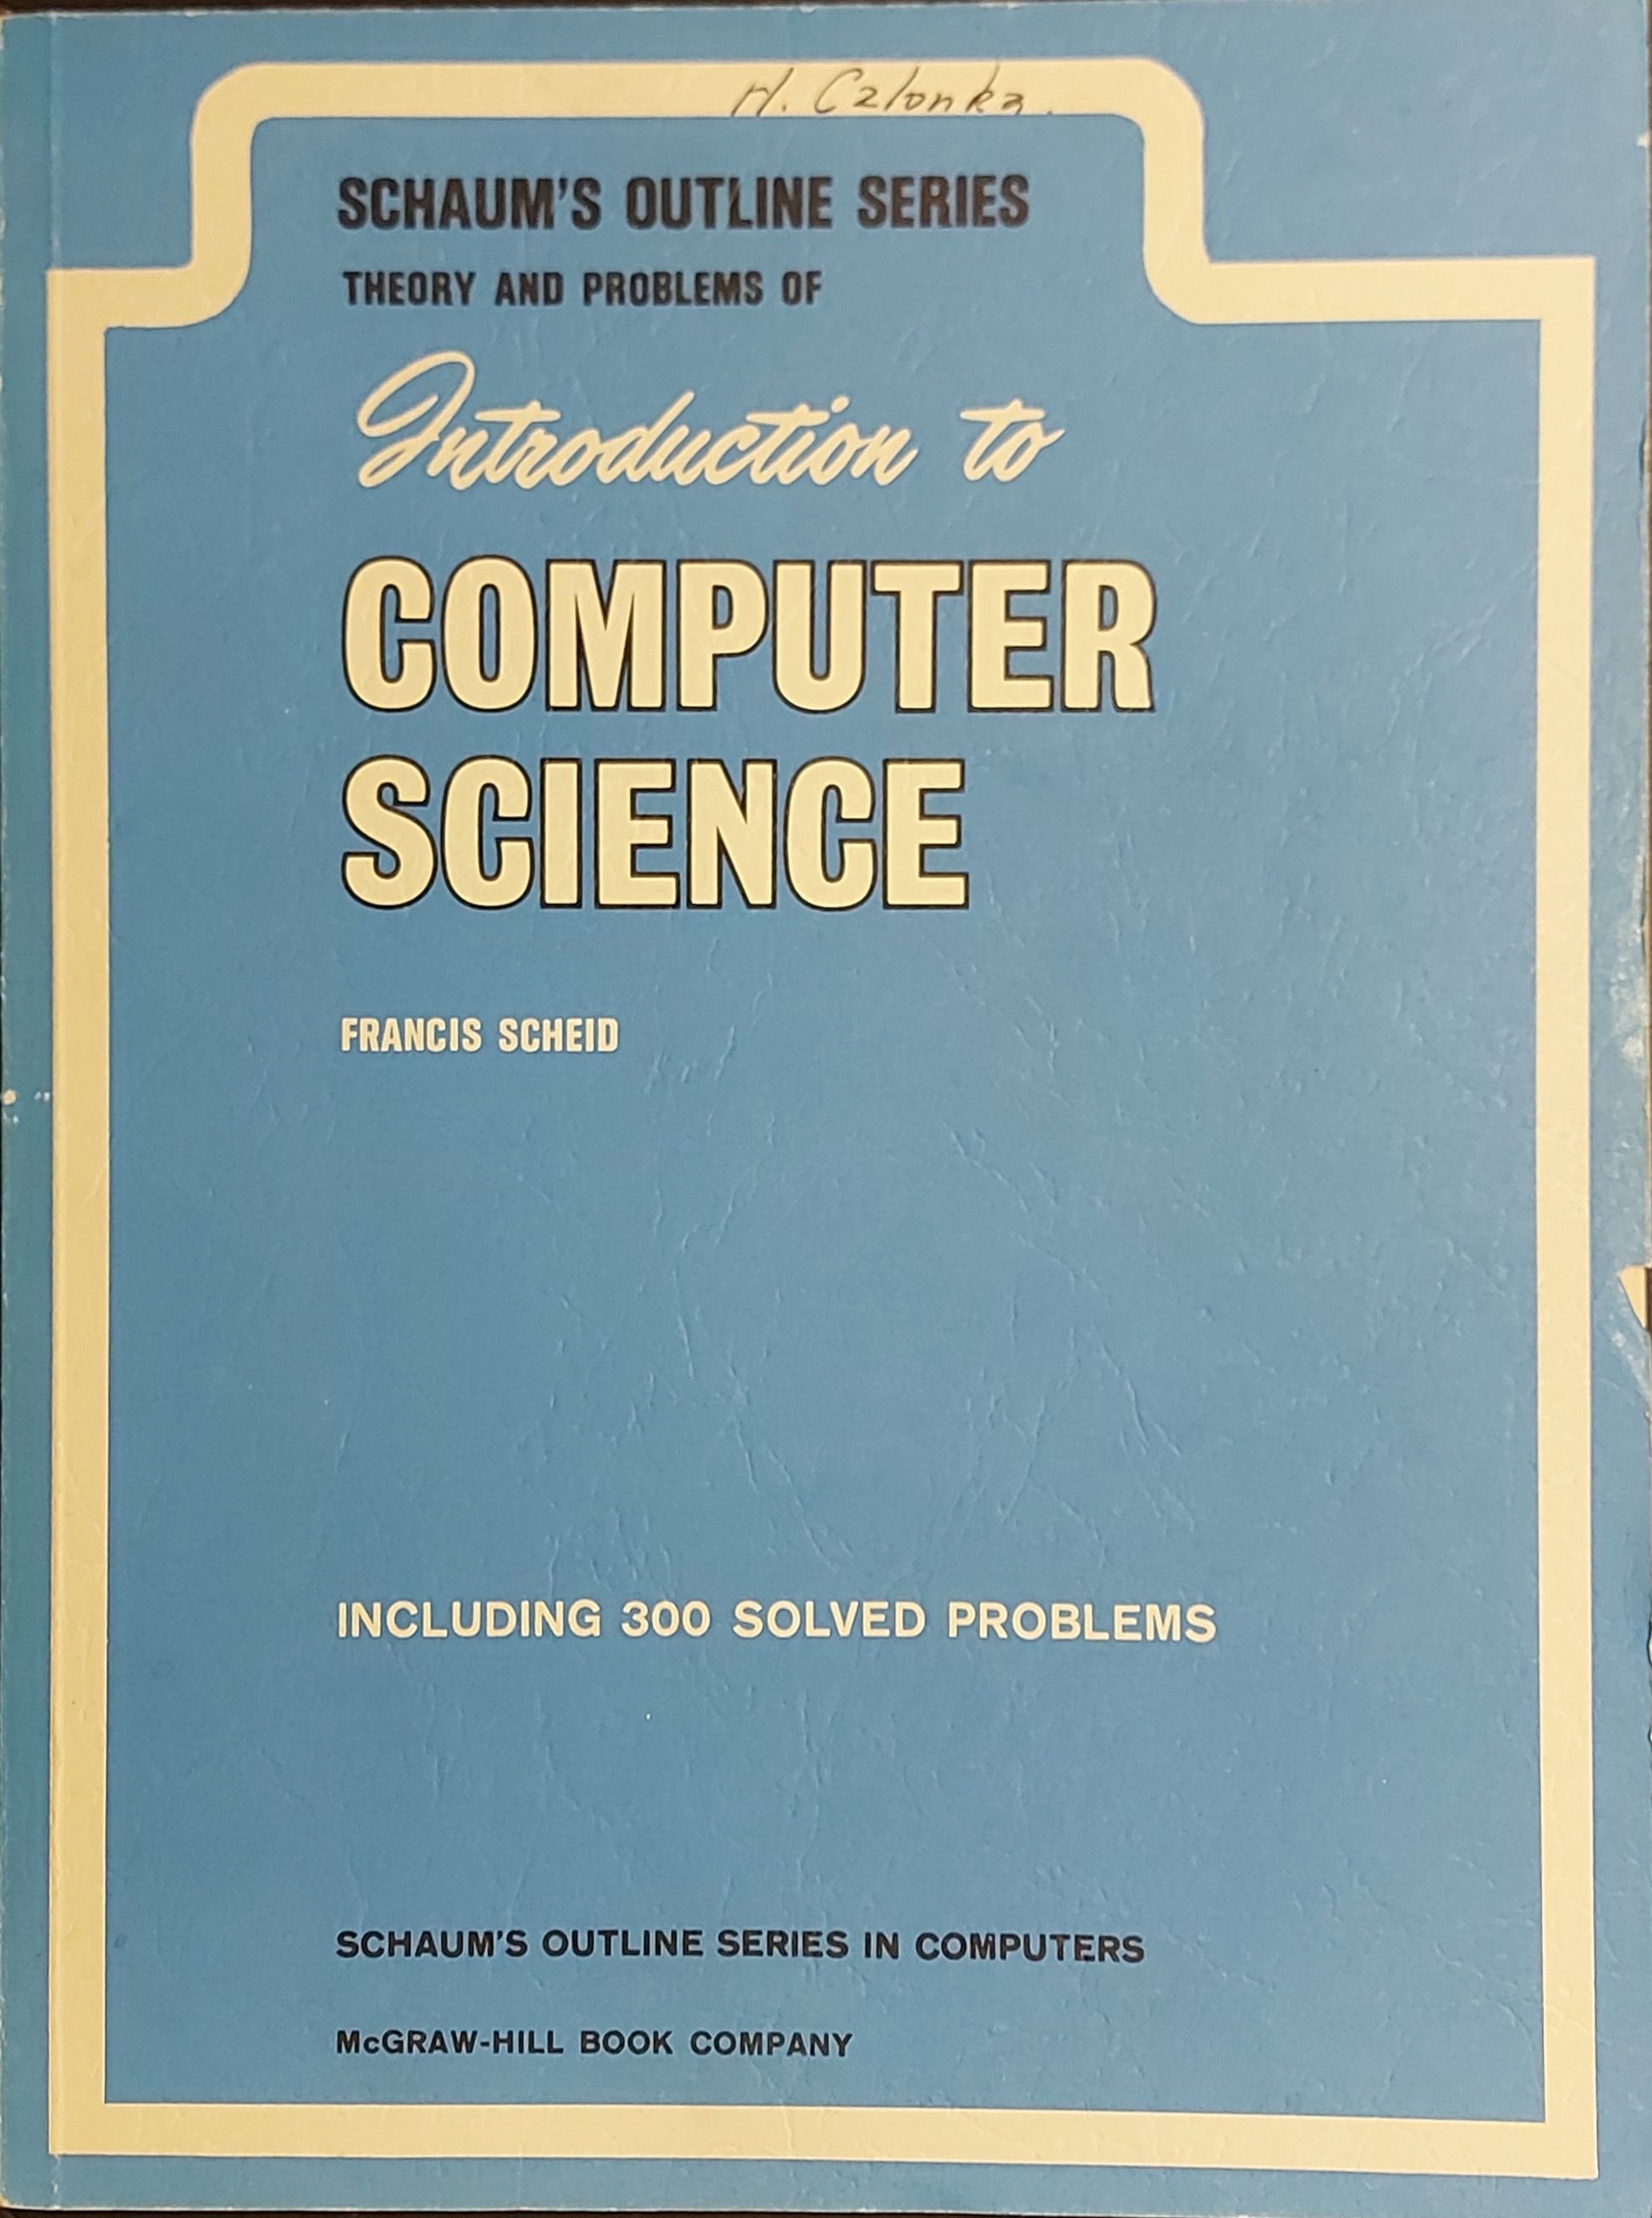 H. Czlonka.
SCHAUM'S OUTLINE SERIES
THEORY AND PROBLEMS OF
Introduction to
COMPUTER
SCIENCE
FRANCIS SCHEID
INCLUDING 300 SOLVED PROBLEMS
SCHAUM'S OUTLINE SERIES IN COMPUTERS
McGRAW-HILL BOOK COMPANY